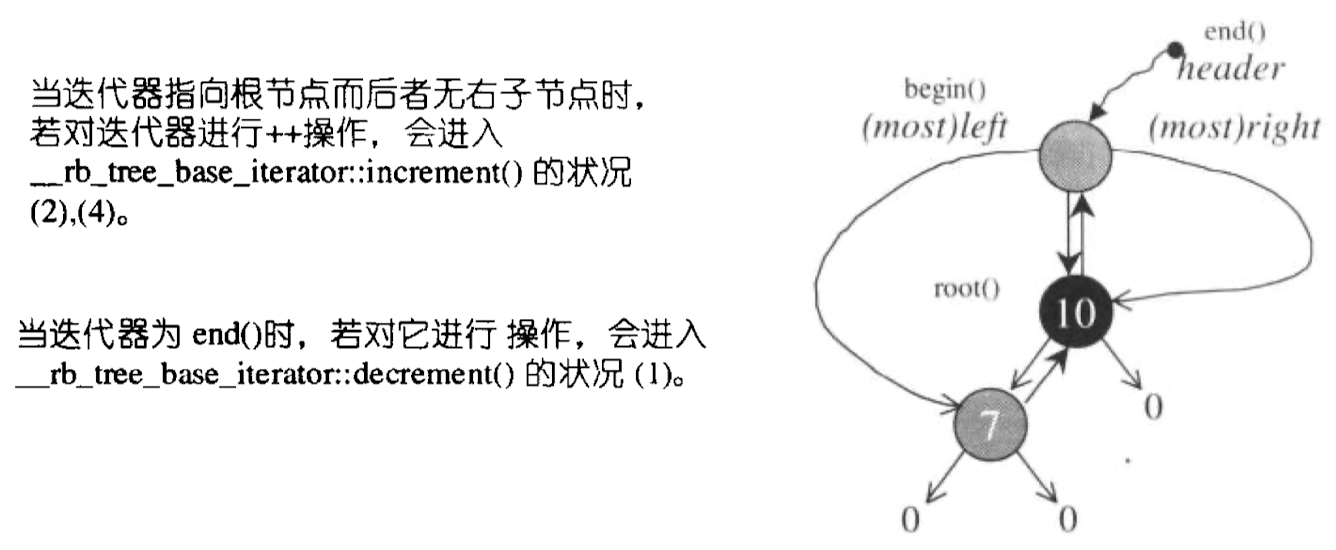 当迭代器指向根节点而后者无右子节点时，
若对迭代器进行++操作，会进入
__rb_tree_base_iterator::increment() 的状况
(2),(4)。
当迭代器为 end()时，若对它进行 操作，会进入
__rb_tree_base_iterator::decrement() 的状况 (1)。
end()
header
begin()
(most)left
(most)right
root()
10
0
7
0
0